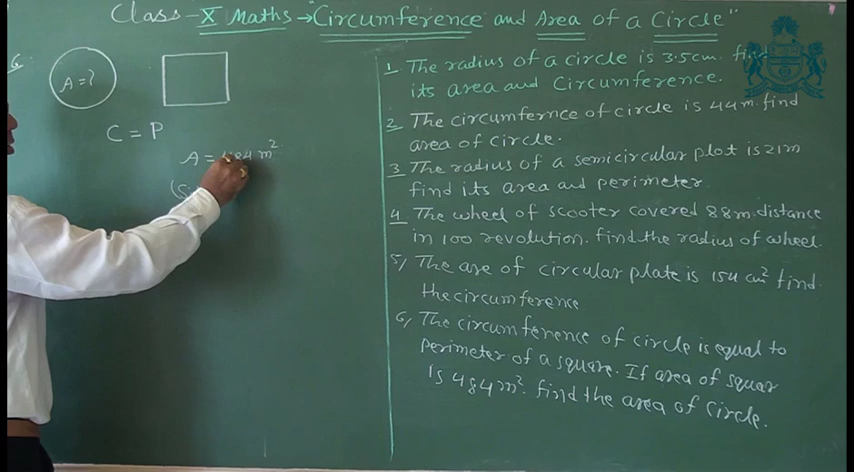 Class - X Maths → "Circumference and Area of a Circle"
6.
A = ?
C = P
A = 484 m²
(S
1. The radius of a circle is 3.5cm. find
its area and Circumference.
2. The circumfernce of circle is 44m. find
area of circle.
3. The radius of a semicircular plot is 21m
find its area and perimeter.
4. The wheel of scooter covered 88m. distance
in 100 revolution. find the radius of wheel.
5) The are of circular plate is 154 cm² find.
the circumference
6) The circumference of circle is equal to
perimeter of a square. If area of squar
is 484m². find the area of circle.